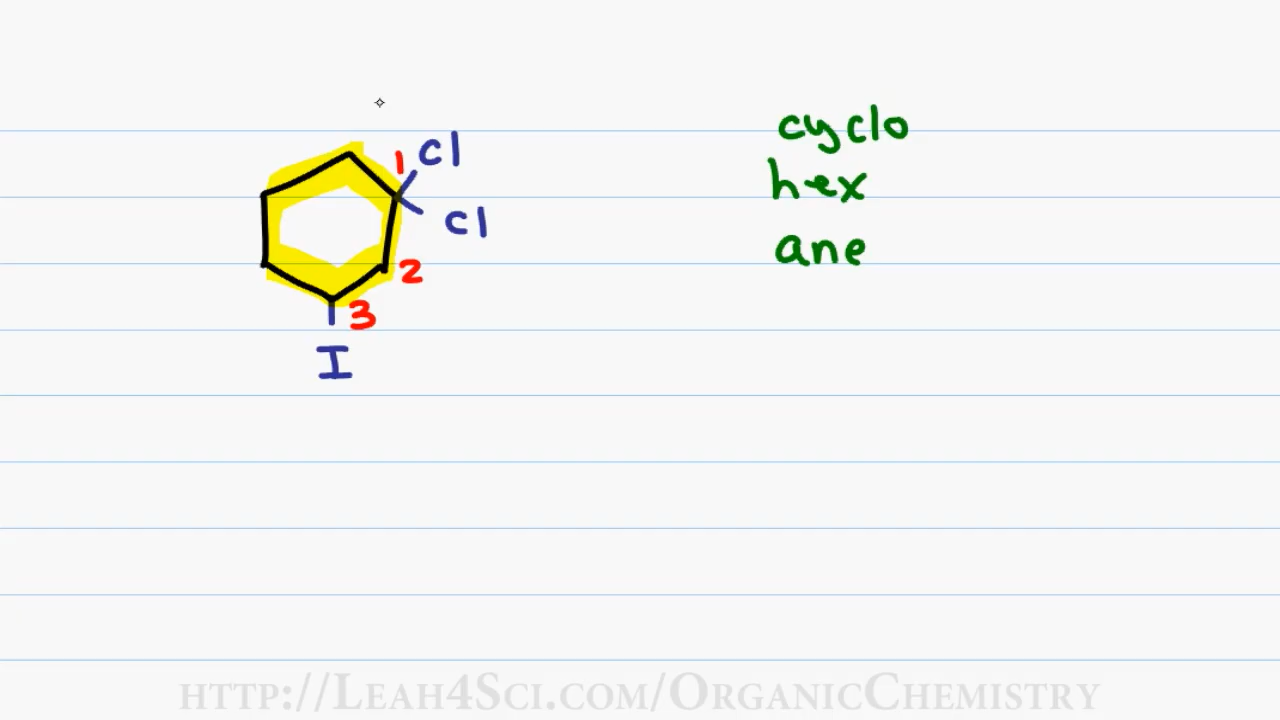 1 Cl
Cl
2
3
I
cyclo
hex
ane
HTTP://LEAH4SCI.COM/ORGANICCHEMISTRY